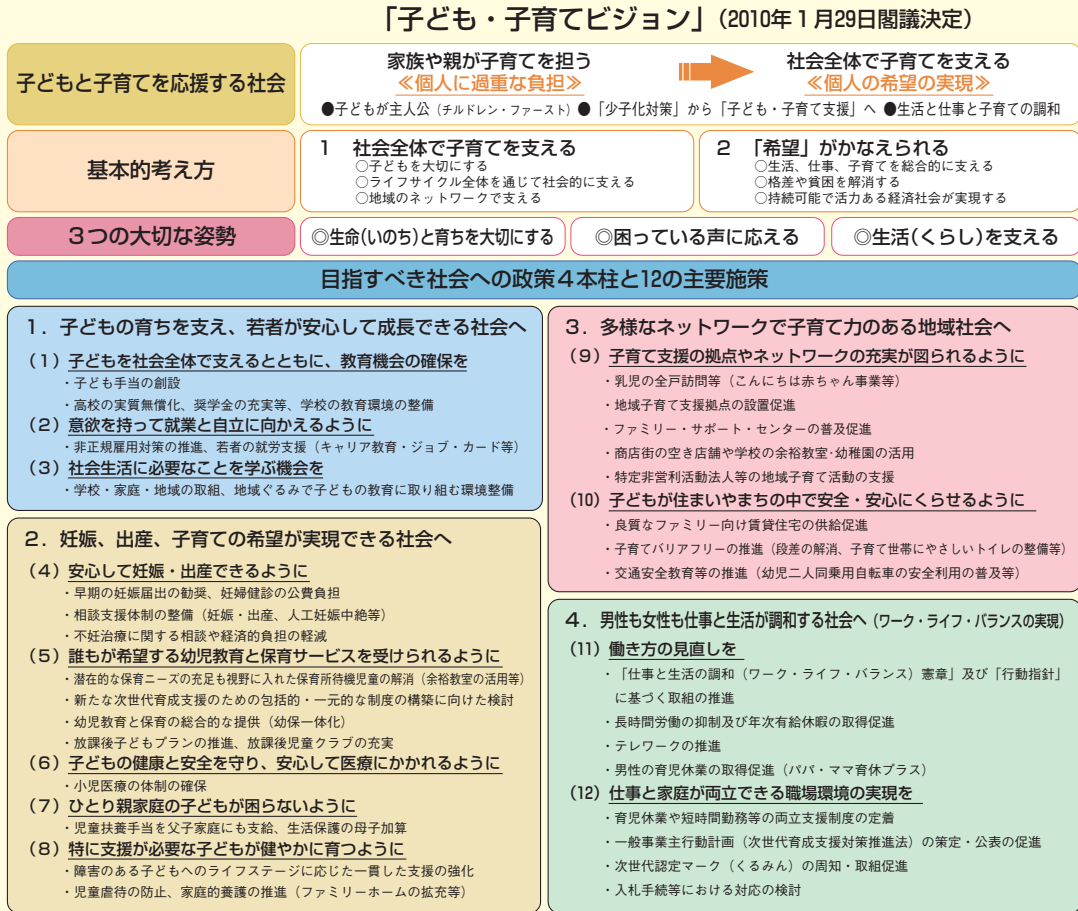 「子ども・子育てビジョン」（2010年１月29日閣議決定）
子どもと子育てを応援する社会
家族や親が子育てを担う
≪個人に過重な負担≫
社会全体で子育てを支える
≪個人の希望の実現≫
●子どもが主人公（チルドレン・ファースト）●「少子化対策」から「子ども・子育て支援」へ ●生活と仕事と子育ての調和
基本的考え方
１　社会全体で子育てを支える
○子どもを大切にする
○ライフサイクル全体を通じて社会的に支える
○地域のネットワークで支える
２　「希望」がかなえられる
○生活、仕事、子育てを総合的に支える
○格差や貧困を解消する
○持続可能で活力ある経済社会が実現する
３つの大切な姿勢
◎生命（いのち）と育ちを大切にする
◎困っている声に応える
◎生活（くらし）を支える
目指すべき社会への政策４本柱と12の主要施策
１．子どもの育ちを支え、若者が安心して成長できる社会へ
（１）子どもを社会全体で支えるとともに、教育機会の確保を
・子ども手当の創設
・高校の実質無償化、奨学金の充実等、学校の教育環境の整備
（２）意欲を持って就業と自立に向かえるように
・非正規雇用対策の推進、若者の就労支援（キャリア教育・ジョブ・カード等）
（３）社会生活に必要なことを学ぶ機会を
・学校・家庭・地域の取組、地域ぐるみで子どもの教育に取り組む環境整備
２．妊娠、出産、子育ての希望が実現できる社会へ
（４）安心して妊娠・出産できるように
・早期の妊娠届出の勧奨、妊婦健診の公費負担
・相談支援体制の整備（妊娠・出産、人工妊娠中絶等）
・不妊治療に関する相談や経済的負担の軽減
（５）誰もが希望する幼児教育と保育サービスを受けられるように
・潜在的な保育ニーズの充足も視野に入れた保育所待機児童の解消（余裕教室の活用等）
・新たな次世代育成支援のための包括的・一元的な制度の構築に向けた検討
・幼児教育と保育の総合的な提供（幼保一体化）
・放課後子どもプランの推進、放課後児童クラブの充実
（６）子どもの健康と安全を守り、安心して医療にかかれるように
・小児医療の体制の確保
（７）ひとり親家庭の子どもが困らないように
・児童扶養手当を父子家庭にも支給、生活保護の母子加算
（８）特に支援が必要な子どもが健やかに育つように
・障害のある子どもへのライフステージに応じた一貫した支援の強化
・児童虐待の防止、家庭的養護の推進（ファミリーホームの拡充等）
３．多様なネットワークで子育て力のある地域社会へ
（９）子育て支援の拠点やネットワークの充実が図られるように
・乳児の全戸訪問等（こんにちは赤ちゃん事業等）
・地域子育て支援拠点の設置促進
・ファミリー・サポート・センターの普及促進
・商店街の空き店舗や学校の余裕教室・幼稚園の活用
・特定非営利活動法人等の地域子育て活動の支援
（10）子どもが住まいやまちの中で安全・安心にくらせるように
・良質なファミリー向け賃貸住宅の供給促進
・子育てバリアフリーの推進（段差の解消、子育て世帯にやさしいトイレの整備等）
・交通安全教育等の推進（幼児二人同乗用自転車の安全利用の普及等）
４．男性も女性も仕事と生活が調和する社会へ（ワーク・ライフ・バランスの実現）
（11）働き方の見直しを
・「仕事と生活の調和（ワーク・ライフ・バランス）憲章」及び「行動指針」
に基づく取組の推進
・長時間労働の抑制及び年次有給休暇の取得促進
・テレワークの推進
・男性の育児休業の取得促進（パパ・ママ育休プラス）
（12）仕事と家庭が両立できる職場環境の実現を
・育児休業や短時間勤務等の両立支援制度の定着
・一般事業主行動計画（次世代育成支援対策推進法）の策定・公表の促進
・次世代認定マーク（くるみん）の周知・取組促進
・入札手続等における対応の検討